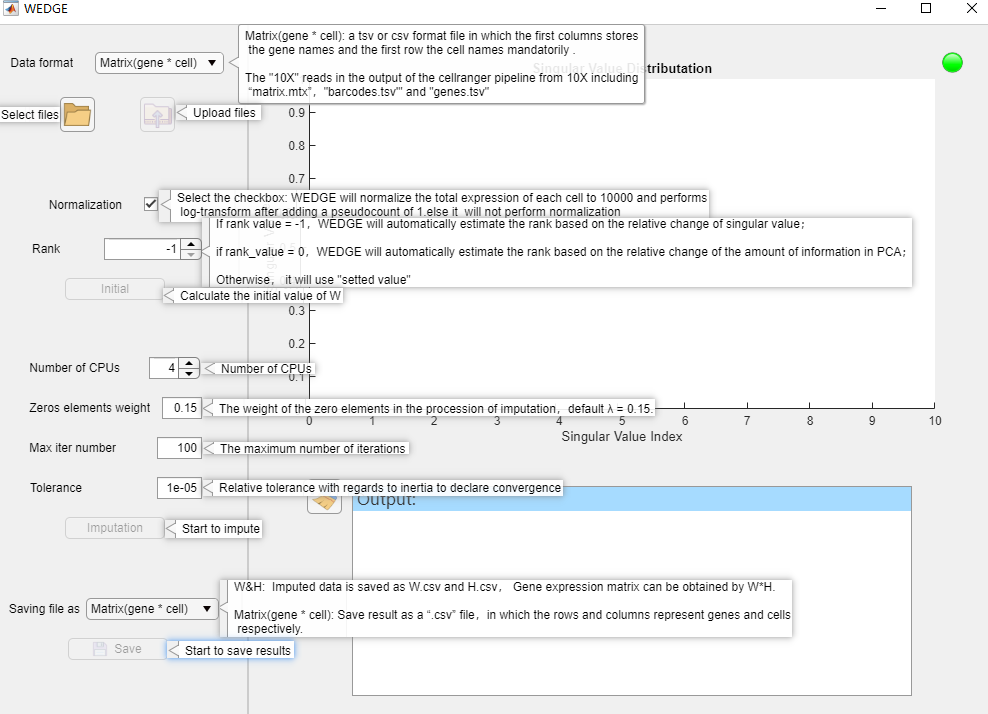 WEDGE
Data format
Matrix(gene * cell)
Matrix(gene * cell): a tsv or csv format file in which the first columns stores
the gene names and the first row the cell names mandatorily .
The "10X" reads in the output of the cellranger pipeline from 10X including
“matrix.mtx”, "barcodes.tsv'" and "genes.tsv"
Singular Value Distributation
Select files
Upload files
0.9
0.8
0.7
Normalization
Select the checkbox: WEDGE will normalize the total expression of each cell to 10000 and performs
log-transform after adding a pseudocount of 1.else it will not perform normalization
Rank
-1
If rank value = -1, WEDGE will automatically estimate the rank based on the relative change of singular value;
if rank_value = 0, WEDGE will automatically estimate the rank based on the relative change of the amount of information in PCA;
Otherwise, it will use "setted value"
Initial
Calculate the initial value of W
0.3
0.2
0.1
Number of CPUs
4
Number of CPUs
Zeros elements weight
0.15
The weight of the zero elements in the procession of imputation, default λ = 0.15.
0 1 2 3 4 5 6 7 8 9 10
Singular Value Index
Max iter number
100
The maximum number of iterations
Tolerance
1e-05
Relative tolerance with regards to inertia to declare convergence
Output:
Imputation
Start to impute
Saving file as
Matrix(gene * cell)
W&H: Imputed data is saved as W.csv and H.csv, Gene expression matrix can be obtained by W*H.
Matrix(gene * cell): Save result as a “.csv” file, in which the rows and columns represent genes and cells
respectively.
Save
Start to save results